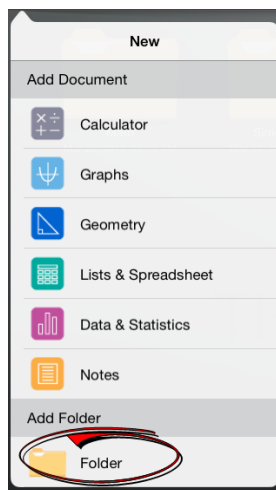 New
Add Document
Calculator
Graphs
Geometry
Lists & Spreadsheet
Data & Statistics
Notes
Add Folder
Folder